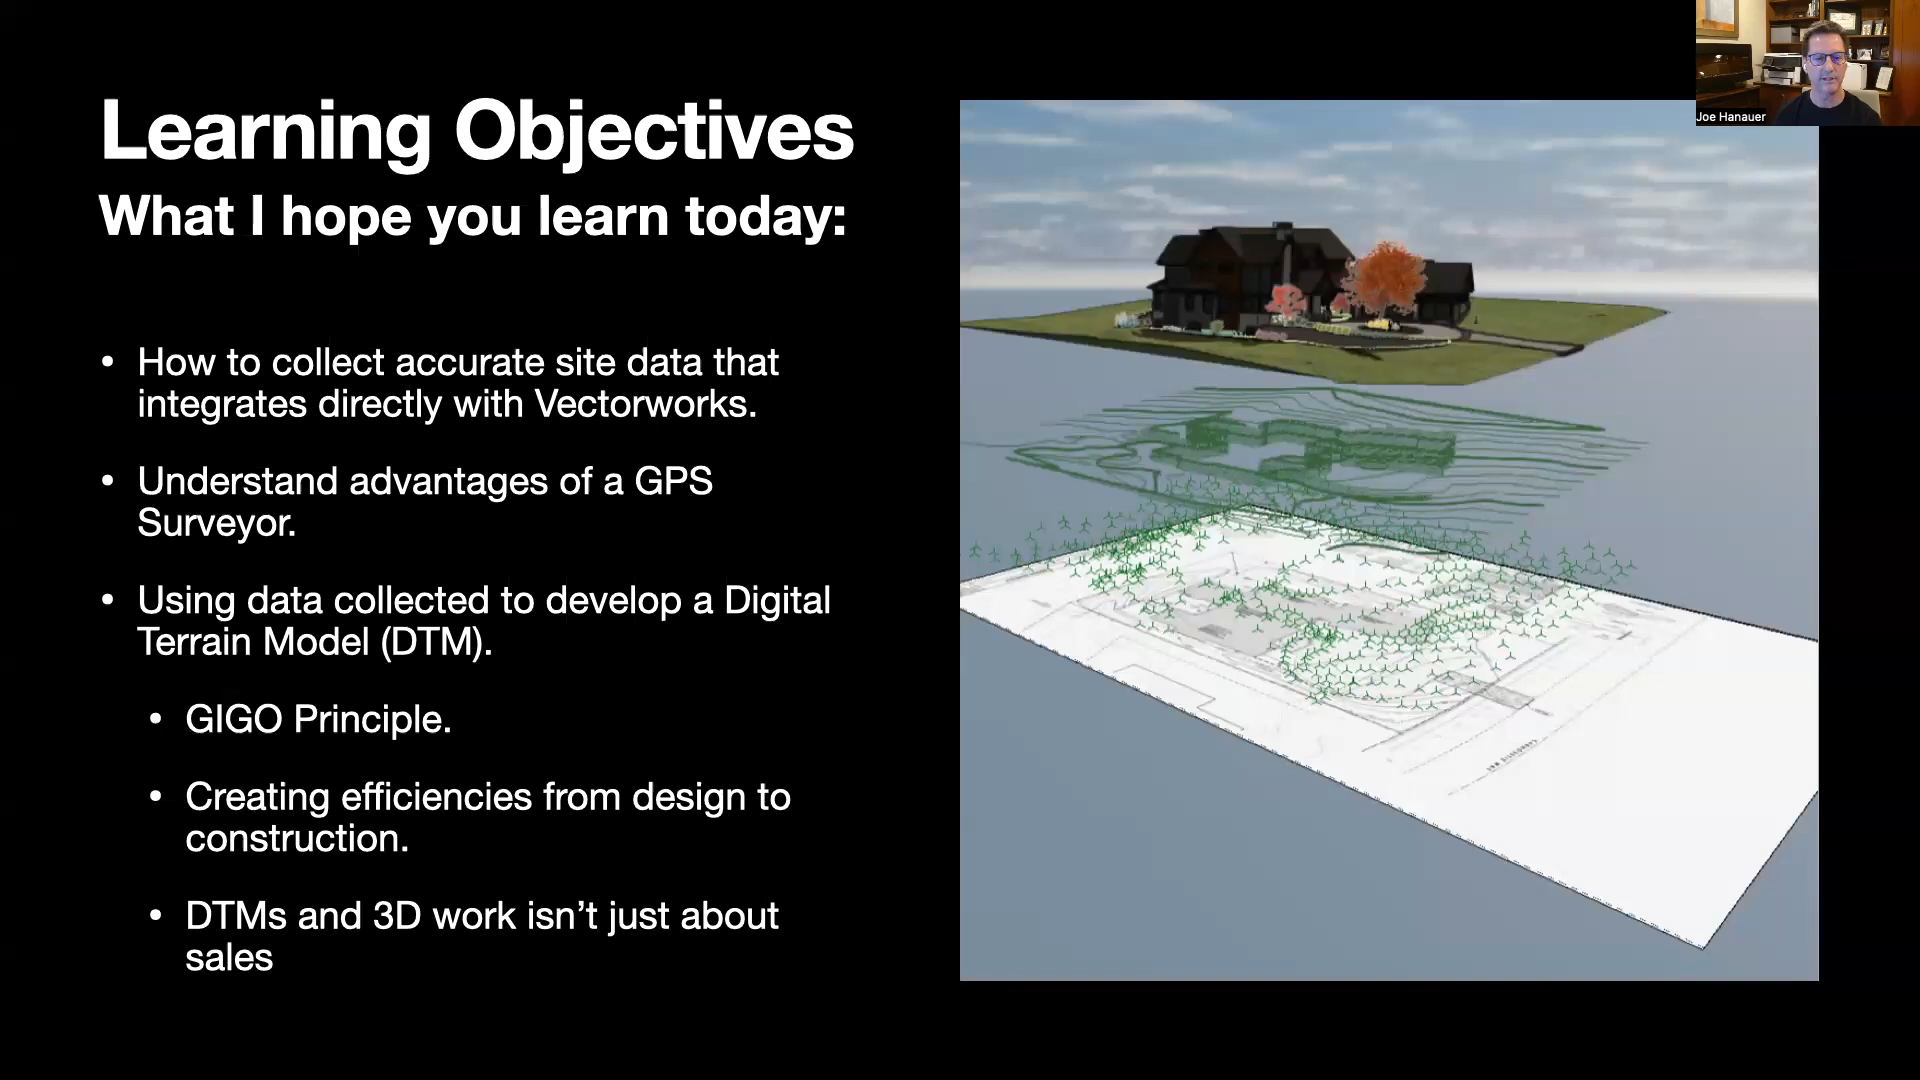 Learning Objectives
What I hope you learn today:
• How to collect accurate site data that
integrates directly with Vectorworks.
• Understand advantages of a GPS
Surveyor.
• Using data collected to develop a Digital
Terrain Model (DTM).
• GIGO Principle.
• Creating efficiencies from design to
construction.
• DTMs and 3D work isn’t just about
sales
Joe Hanauer